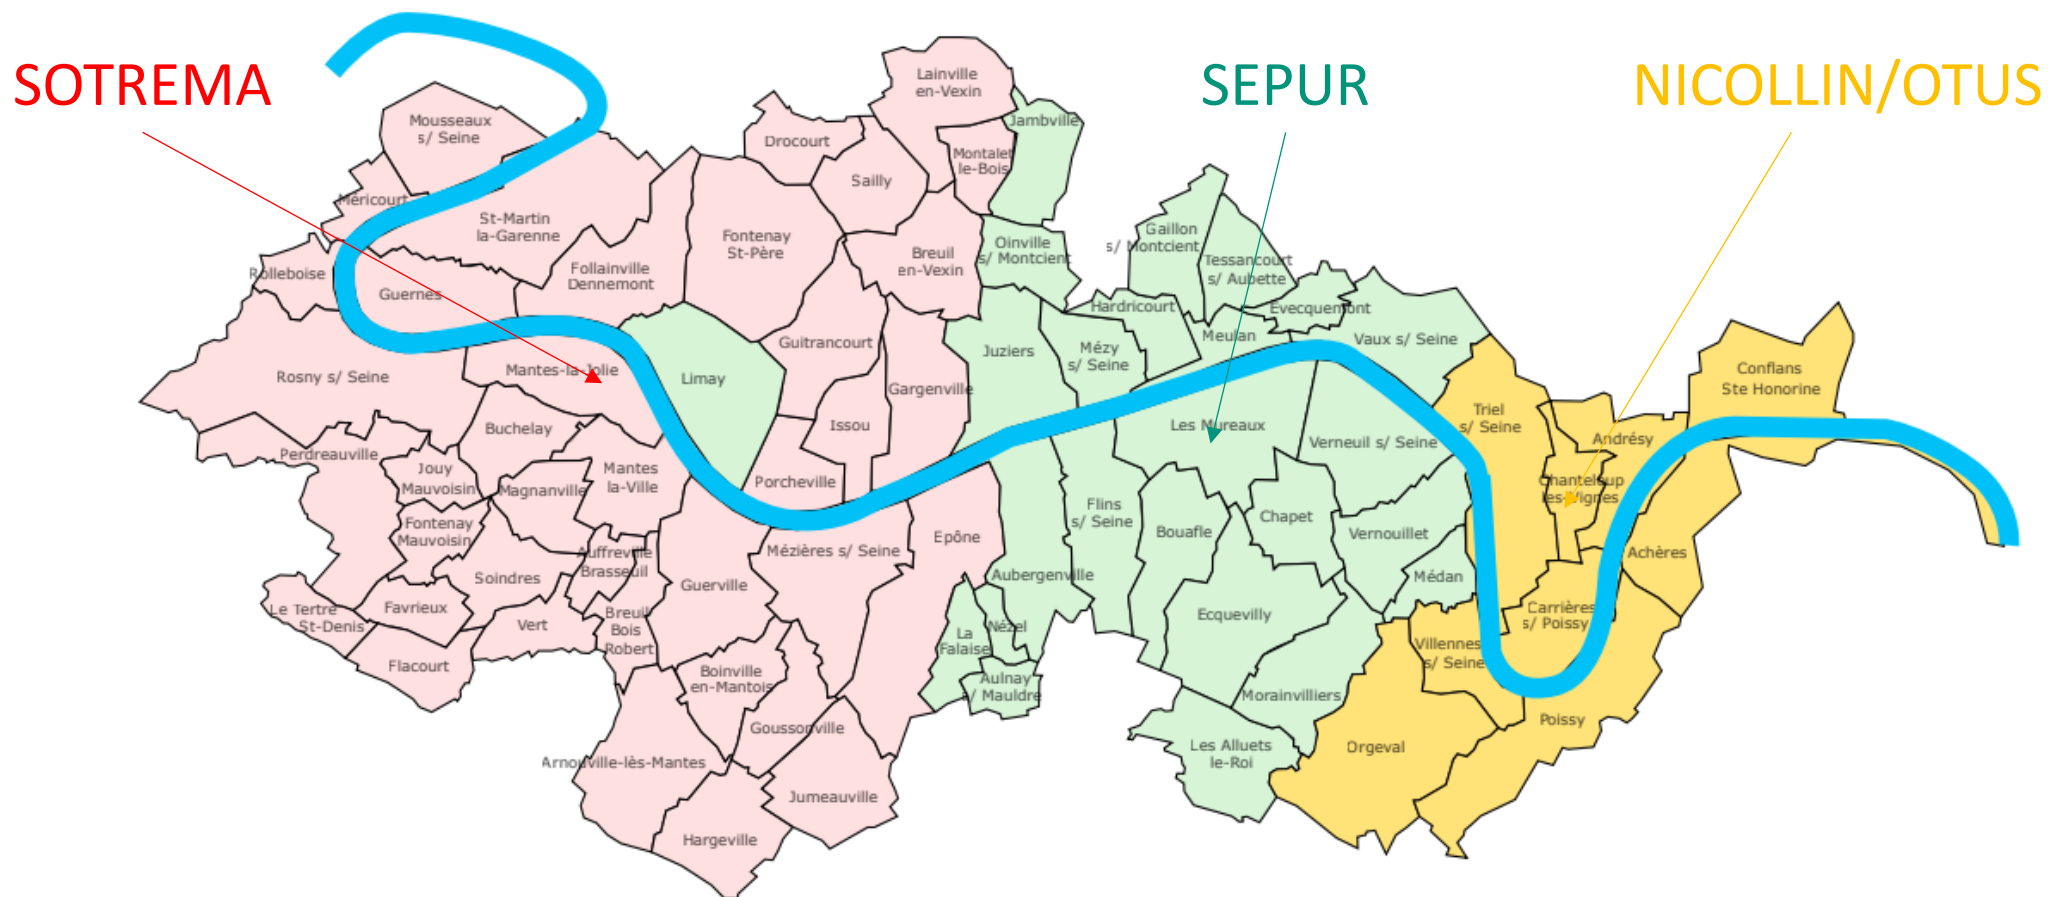 SOTREMA
SEPUR
NICOLLIN/OTUS
Lainville
en-Vexin
Mousseaux
s/ Seine
Drocourt
Jambville
Montalet
le-Bois
Sailly
Méricourt
St-Martin
la-Garenne
Fontenay
St-Père
Breuil
en-Vexin
Oinville
s/ Montcient
Gaillon
s/ Montcient
Tessancourt
s/ Aubette
Rolleboise
Guernes
Follainville
Dennemont
Hardricourt
Evecquemont
Meulan
Vaux s/ Seine
Guitrancourt
Juziers
Mézy
s/ Seine
Rosny s/ Seine
Mantes-la-Jolie
Limay
Gargenville
Conflans
Ste Honorine
Buchelay
Issou
Les Mureaux
Verneuil s/ Seine
Triel
s/ Seine
Andrésy
Perdreauville
Jouy
Mauvoisin
Magnanville
Mantes
la-Ville
Porcheville
Chanteloup
les-Vignes
Flins
s/ Seine
Chapet
Bouafle
Vernouillet
Fontenay
Mauvoisin
Auffreville
Brasseuil
Mézières s/ Seine
Epône
Achères
Soindres
Guerville
Aubergenville
Médan
Le Tertre
St-Denis
Favrieux
Vert
Breuil
Bois
Robert
La
Falaise
Nézel
Ecquevilly
Carrières
s/ Poissy
Villennes
s/ Seine
Flacourt
Boinville
en-Mantois
Aulnay
s/ Mauldre
Morainvilliers
Goussonville
Poissy
Arnouville-lès-Mantes
Les Alluets
le-Roi
Orgeval
Jumeauville
Hargeville